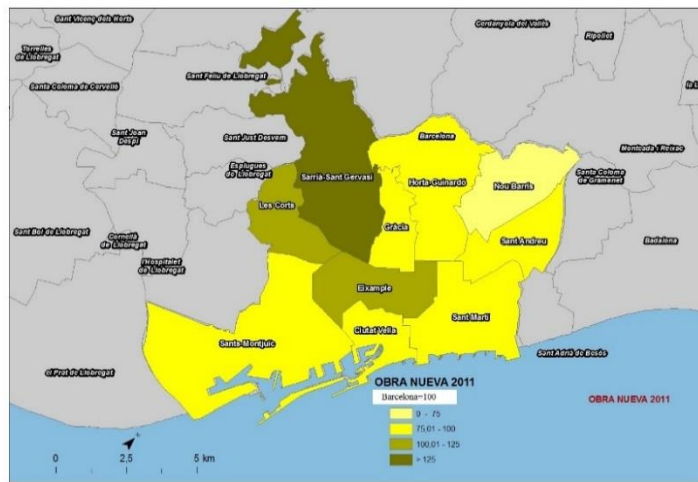 Sant Vicenç dels Horts
Cerdanyola del Vallès
Ripollet
Torrelles
de Llobregat
Sant Feliu de Llobregat
Santa Coloma de Cervelló
Sant Joan
Despí
Sant Just Desvern
Barcelona
Montcada i Reixac
Esplugues
de Llobregat
Sarrià-Sant Gervasi
Horta-Guinardó
Nou Barris
Santa Coloma
de Gramenet
Les Corts
Gràcia
Sant Boi de Llobregat
Cornellà
de Llobregat
Sant Andreu
Badalona
l'Hospitalet
de Llobregat
Eixample
Sant Martí
Ciutat Vella
Sants-Montjuïc
Sant Adrià de Besòs
el Prat de Llobregat
OBRA NUEVA 2011
Barcelona=100
0 - 75
75,01 - 100
100,01 - 125
> 125
OBRA NUEVA 2011
0
2,5
5 km